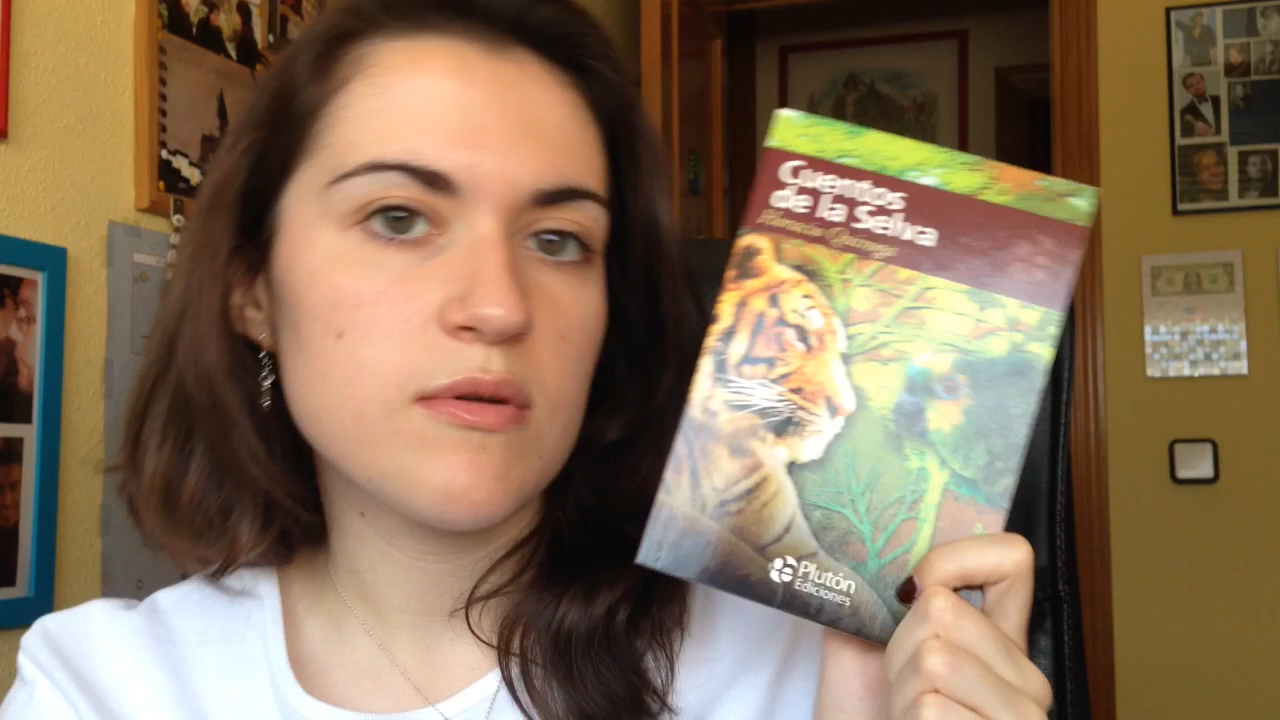 Cuentos
de la Selva
Horacio Quiroga
Plutón
Ediciones